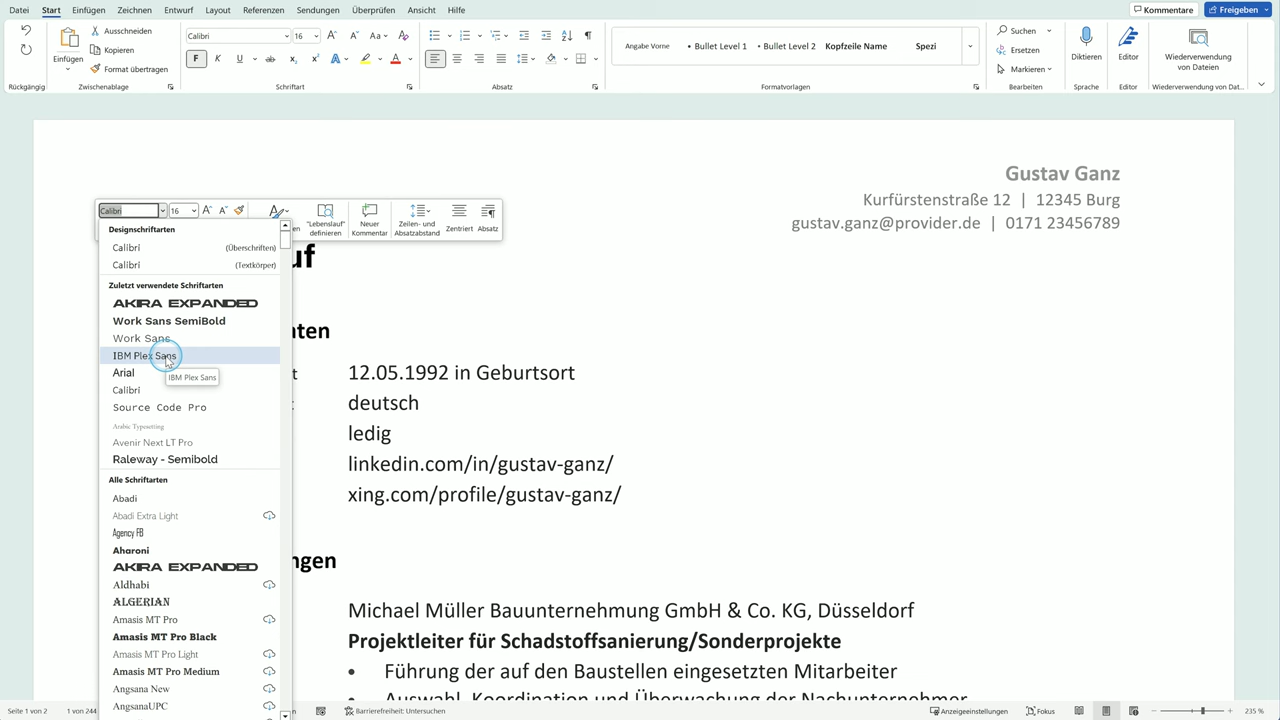 Datei Start Einfügen Zeichnen Entwurf Layout Referenzen Sendungen Überprüfen Ansicht Hilfe Kommentare Freigeben
Ausschneiden Calibri 16 Suchen
Einfügen Kopieren Angabe Vorne • Bullet Level 1 • Bullet Level 2 Kopfzeile Name Spezi Ersetzen Diktieren Editor Wiederverwendung von Dateien
Format übertragen Markieren
Rückgängig Zwischenablage Schriftart Absatz Formatvorlagen Bearbeiten Sprache Editor Wiederverwendung von Dat...
Gustav Ganz
Kurfürstenstraße 12 | 12345 Burg
gustav.ganz@provider.de | 0171 23456789
Calibri 16
"Lebenslauf" definieren Neuer Kommentar Zeilen- und Absatzabstand Zentriert Absatz
Designschriftarten
Calibri (Überschriften)
Calibri (Textkörper)
Zuletzt verwendete Schriftarten
AKIRA EXPANDED
Work Sans SemiBold
Work Sans
IBM Plex Sans
IBM Plex Sans
Arial
Calibri
Source Code Pro
Arabic Typesetting
Avenir Next LT Pro
Raleway - Semibold
Alle Schriftarten
Abadi
Abadi Extra Light
Agency FB
Aharoni
AKIRA EXPANDED
Aldhabi
ALGERIAN
Amasis MT Pro
Amasis MT Pro Black
Amasis MT Pro Light
Amasis MT Pro Medium
Angsana New
AngsanaUPC
uf
ten
12.05.1992 in Geburtsort
deutsch
ledig
linkedin.com/in/gustav-ganz/
xing.com/profile/gustav-ganz/
ngen
Michael Müller Bauunternehmung GmbH & Co. KG, Düsseldorf
Projektleiter für Schadstoffsanierung/Sonderprojekte
• Führung der auf den Baustellen eingesetzten Mitarbeiter
• Auswahl, Koordination und Überwachung der Nachunternehmer
Seite 1 von 2 1 von 244 Barrierefreiheit: Untersuchen Anzeigeeinstellungen Fokus 235 %